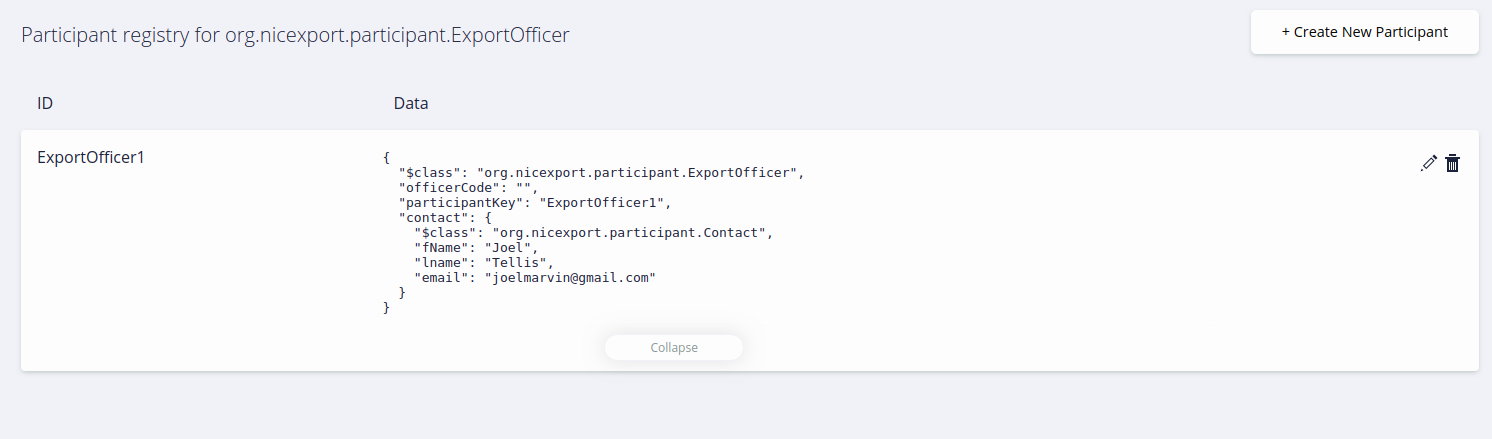 Participant registry for org.nicexport.participant.ExportOfficer
+ Create New Participant
ID
Data
ExportOfficer1
{
"$class": "org.nicexport.participant.ExportOfficer",
"officerCode": "",
"participantKey": "ExportOfficer1",
"contact": {
"$class": "org.nicexport.participant.Contact",
"fName": "Joel",
"lname": "Tellis",
"email": "joelmarvin@gmail.com"
}
}
Collapse